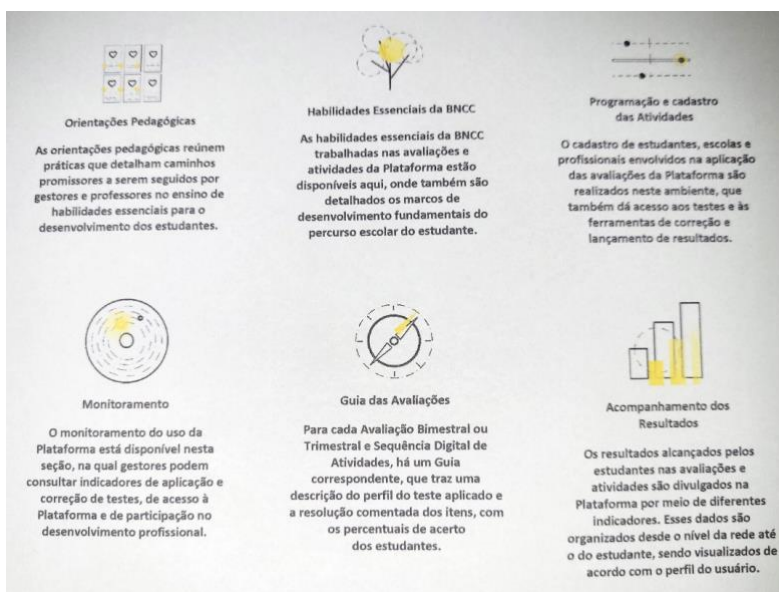 Orientações Pedagógicas
As orientações pedagógicas reúnem
práticas que detalham caminhos
promissores a serem seguidos por
gestores e professores no ensino de
habilidades essenciais para o
desenvolvimento dos estudantes.
Habilidades Essenciais da BNCC
As habilidades essenciais da BNCC
trabalhadas nas avaliações e
atividades da Plataforma estão
disponíveis aqui, onde também são
detalhados os marcos de
desenvolvimento fundamentais do
percurso escolar do estudante.
Programação e cadastro
das Atividades
O cadastro de estudantes, escolas e
profissionais envolvidos na aplicação
das avaliações da Plataforma são
realizados neste ambiente, que
também dá acesso aos testes e às
ferramentas de correção e
lançamento de resultados.
Monitoramento
O monitoramento do uso da
Plataforma está disponível nesta
seção, na qual gestores podem
consultar indicadores de aplicação e
correção de testes, de acesso à
Plataforma e de participação no
desenvolvimento profissional.
Guia das Avaliações
Para cada Avaliação Bimestral ou
Trimestral e Sequência Digital de
Atividades, há um Guia
correspondente, que traz uma
descrição do perfil do teste aplicado e
a resolução comentada dos itens, com
os percentuais de acerto
dos estudantes.
Acompanhamento dos
Resultados
Os resultados alcançados pelos
estudantes nas avaliações e
atividades são divulgados na
Plataforma por meio de diferentes
indicadores. Esses dados são
organizados desde o nível da rede até
o do estudante, sendo visualizados de
acordo com o perfil do usuário.